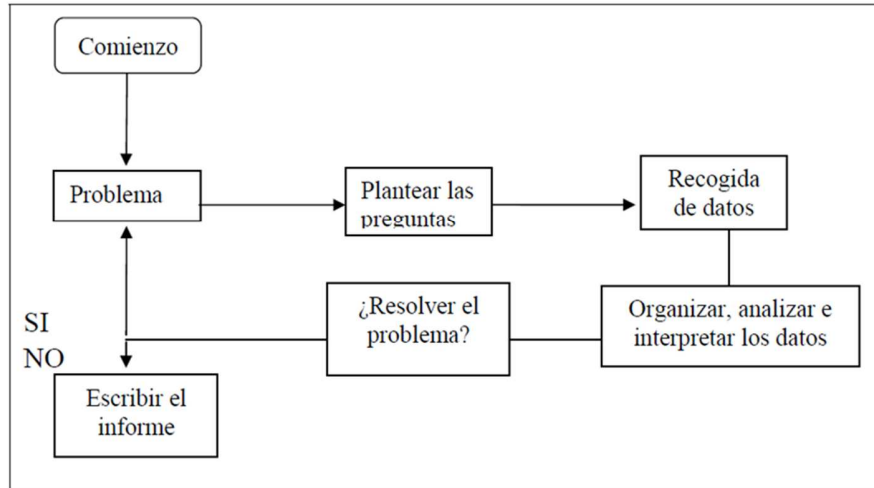 Comienzo
Problema
Plantear las
preguntas
Recogida
de datos
Organizar, analizar e
interpretar los datos
¿Resolver el
problema?
SI
NO
Escribir el
informe